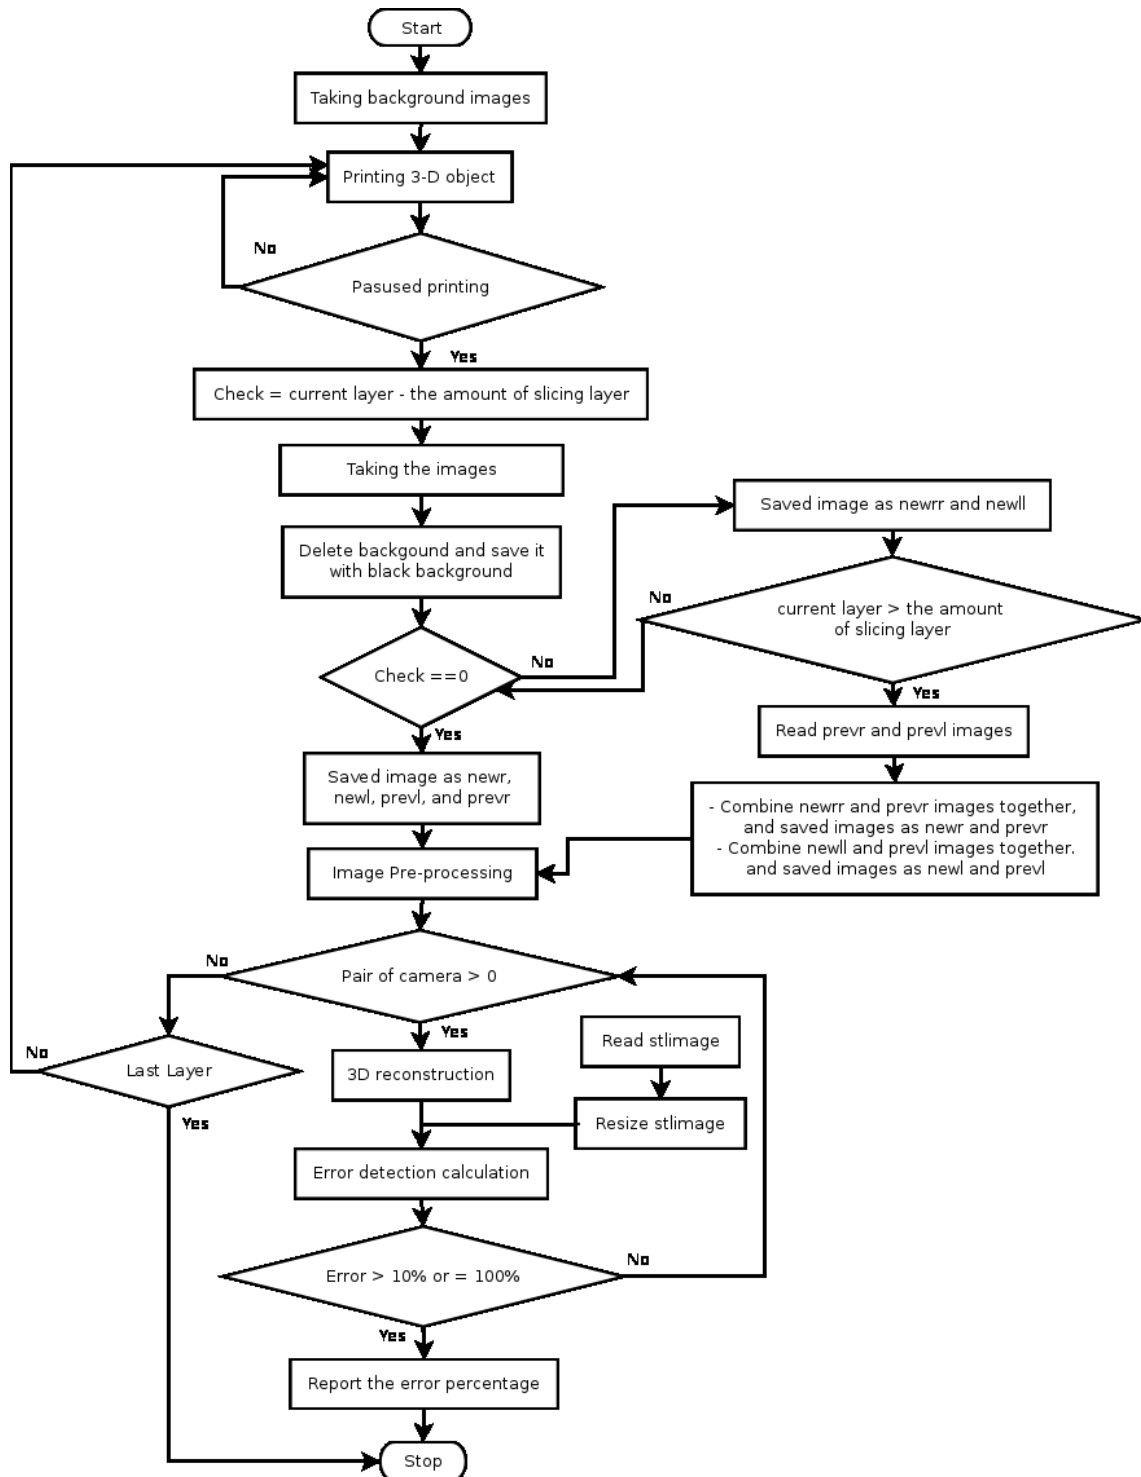 Start
Taking background images
Printing 3-D object
No
Pasused printing
Yes
Check = current layer - the amount of slicing layer
Taking the images
Saved image as newrr and newll
Delete backgound and save it
with black background
No
current layer > the amount
of slicing layer
No
Check ==0
Yes
Yes
Read prevr and prevl images
Saved image as newr,
newl, prevl, and prevr
- Combine newrr and prevr images together,
and saved images as newr and prevr
- Combine newll and prevl images together.
and saved images as newl and prevl
Image Pre-processing
No
Pair of camera > 0
Yes
Read stlimage
No
Last Layer
3D reconstruction
Yes
Resize stlimage
Error detection calculation
No
Error > 10% or = 100%
Yes
Report the error percentage
Stop